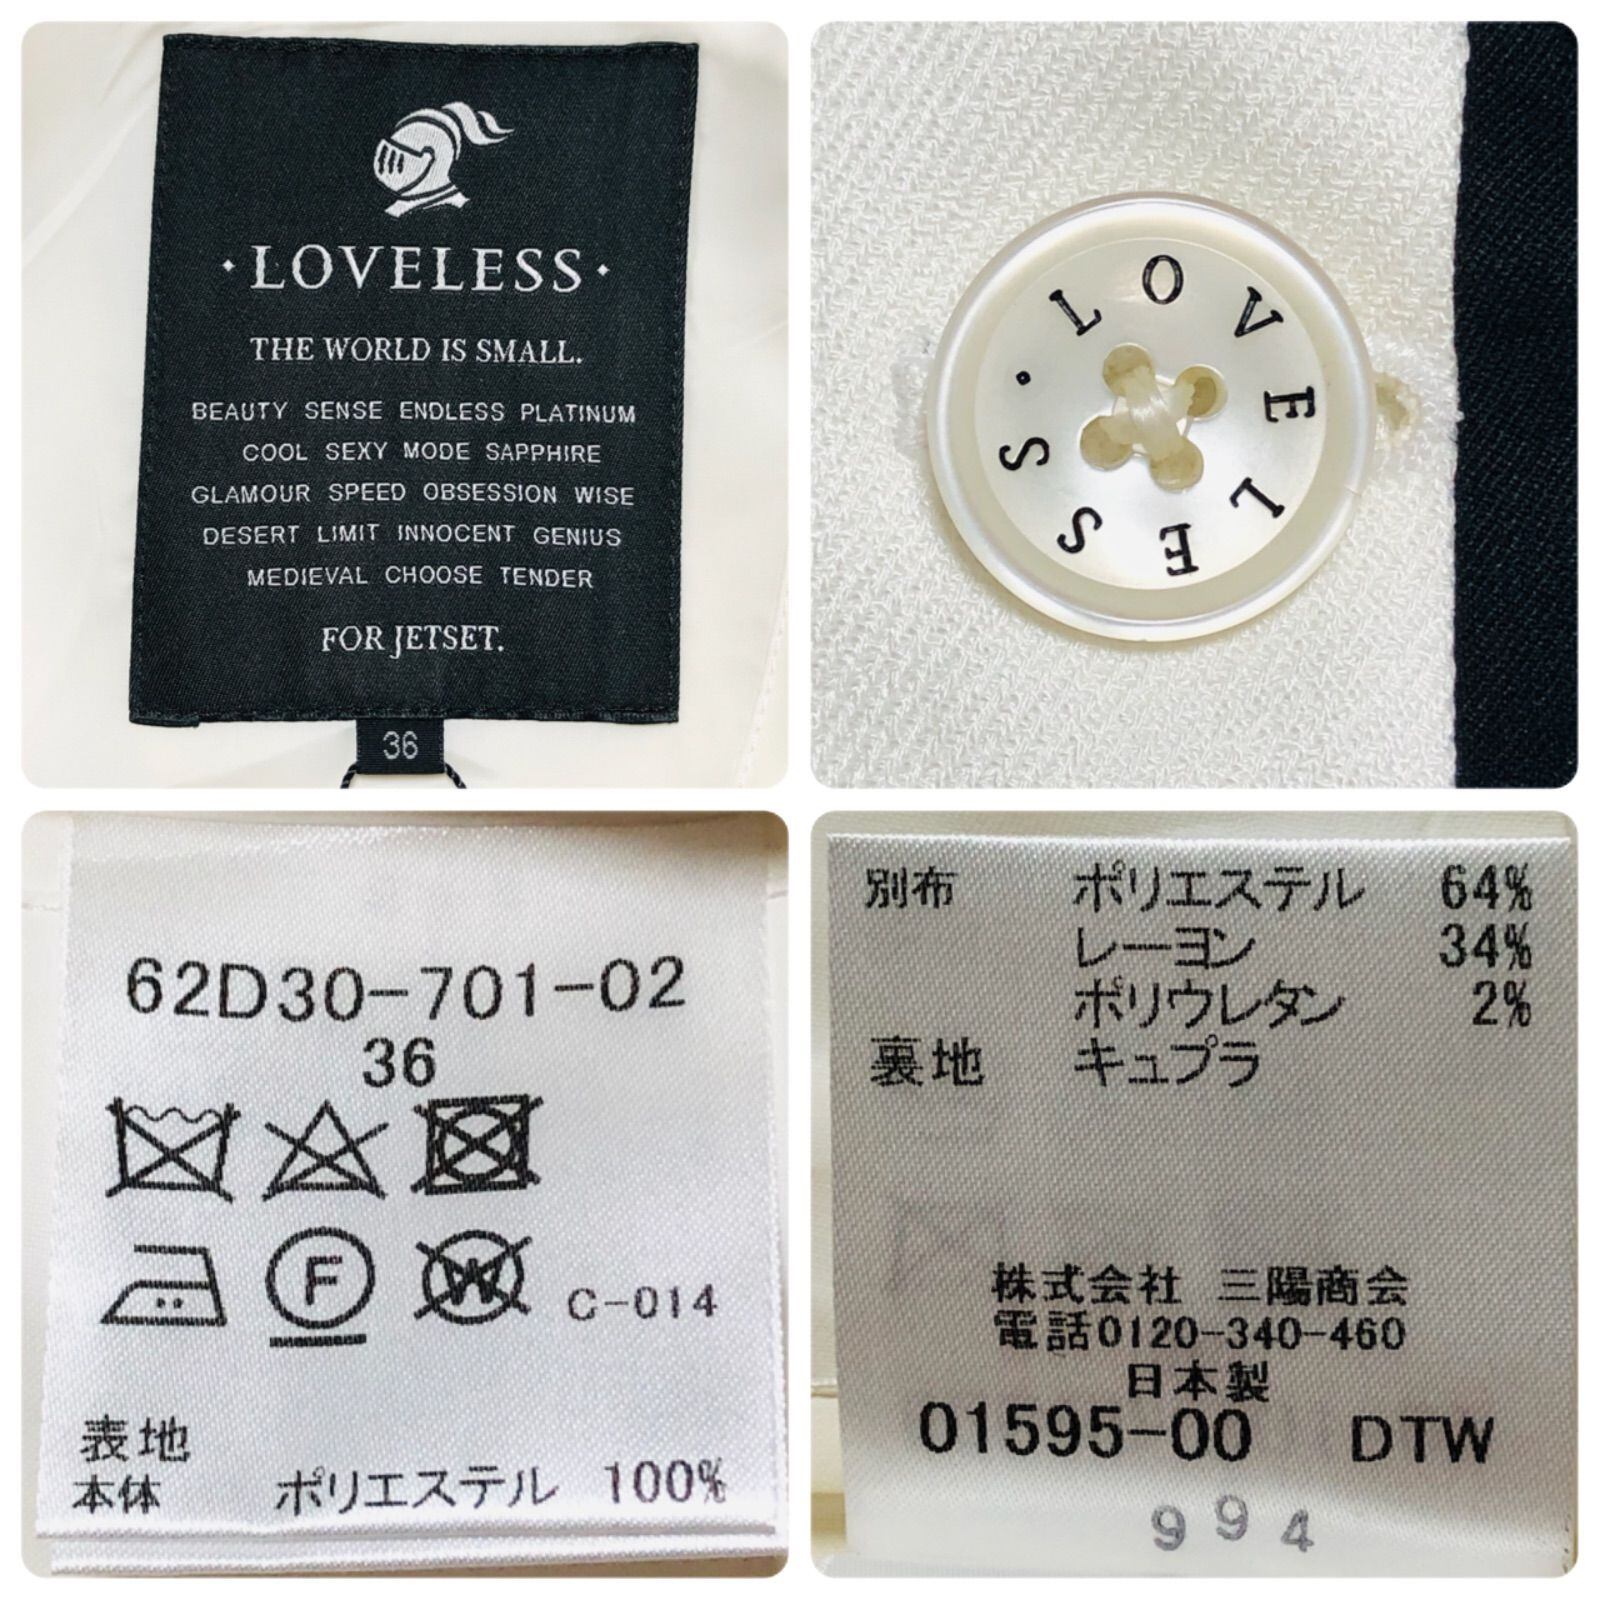 LOVELESS
THE WORLD IS SMALL.
BEAUTY SENSE ENDLESS PLATINUM
COOL SEXY MODE SAPPHIRE
GLAMOUR SPEED OBSESSION WISE
DESERT LIMIT INNOCENT GENIUS
MEDIEVAL CHOOSE TENDER
FOR JETSET.
36
LOVELESS
62D30-701-02
36
F W C-014
表地
本体 ポリエステル 100%
別布 ポリエステル 64%
レーヨン 34%
ポリウレタン 2%
裏地 キュプラ
株式会社 三陽商会
電話0120-340-460
日本製
01595-00 DTW
994